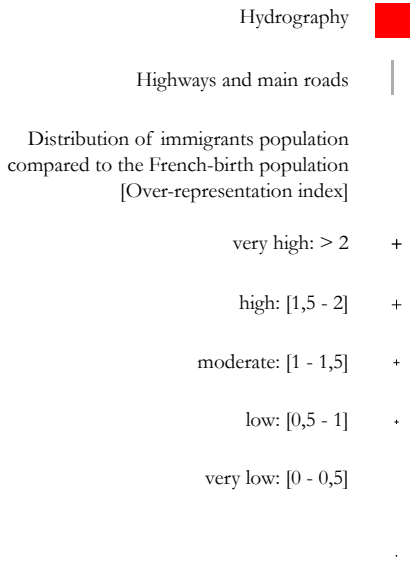 Hydrography
Highways and main roads
Distribution of immigrants population
compared to the French-birth population
[Over-representation index]
very high: > 2 +
high: [1,5 - 2] +
moderate: [1 - 1,5] +
low: [0,5 - 1] +
very low: [0 - 0,5]